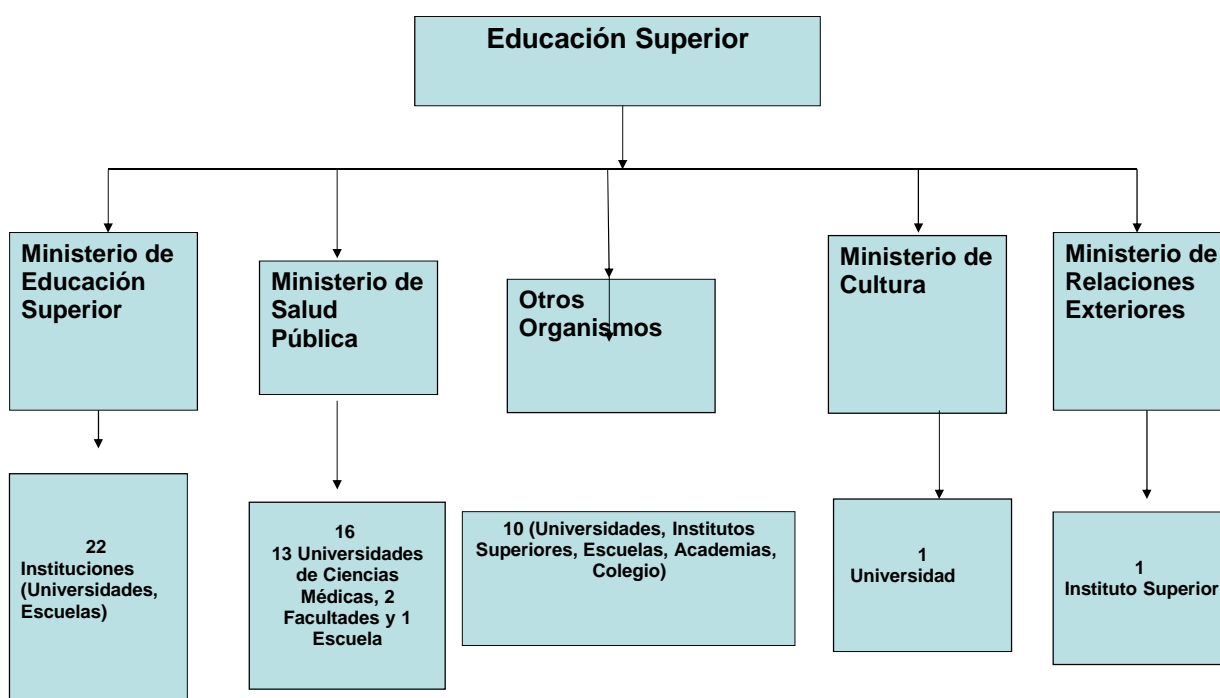 Educación Superior
Ministerio de
Educación
Superior
Ministerio de
Salud
Pública
Otros
Organismos
Ministerio de
Cultura
Ministerio de
Relaciones
Exteriores
22
Instituciones
(Universidades,
Escuelas)
16
13 Universidades
de Ciencias
Médicas, 2
Facultades y 1
Escuela
10 (Universidades, Institutos
Superiores, Escuelas, Academias,
Colegio)
1
Universidad
1
Instituto Superior